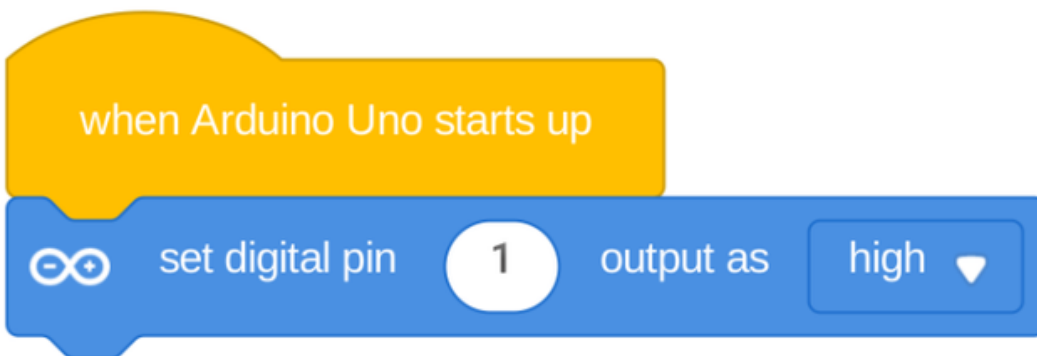 when Arduino Uno starts up
set digital pin 1 output as high